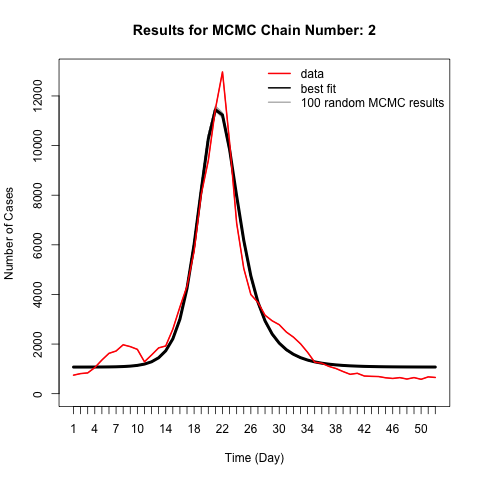 Results for MCMC Chain Number: 2
data
best fit
100 random MCMC results
Number of Cases
12000
10000
8000
6000
4000
2000
0
1 4 7 10 14 18 22 26 30 34 38 42 46 50
Time (Day)